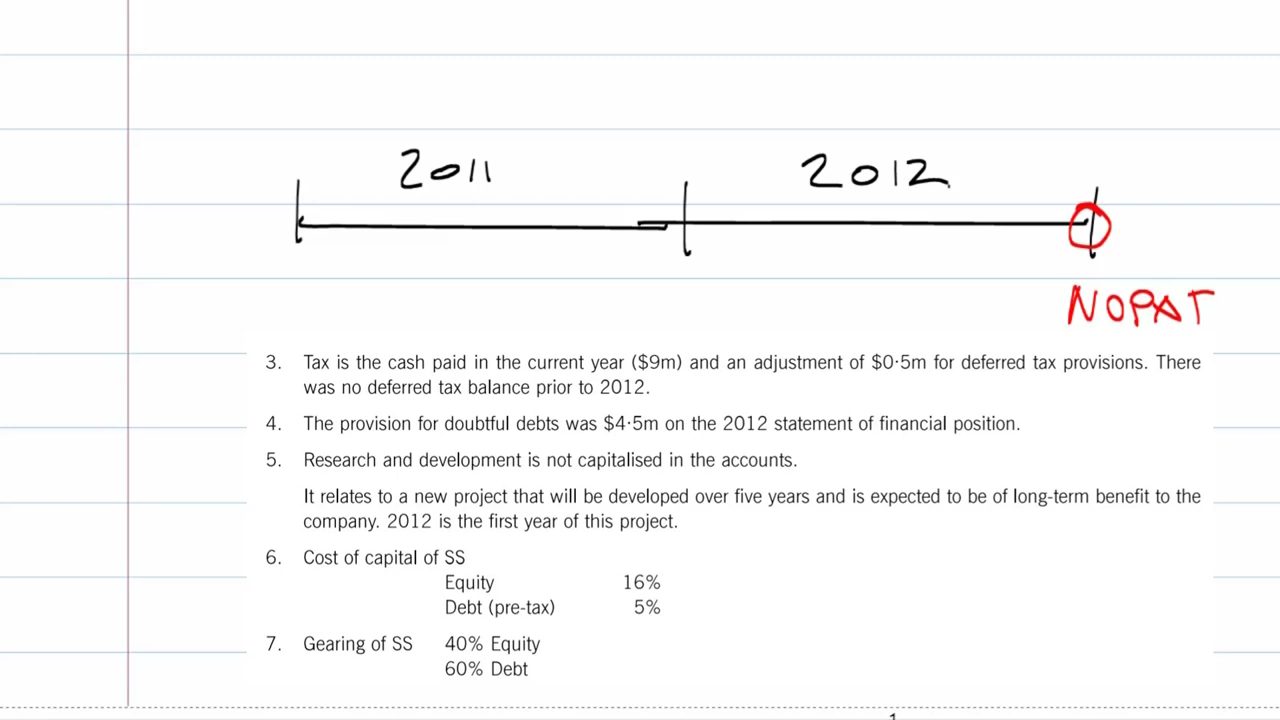 2011 2012
NOPAT
3. Tax is the cash paid in the current year ($9m) and an adjustment of $0·5m for deferred tax provisions. There
was no deferred tax balance prior to 2012.
4. The provision for doubtful debts was $4·5m on the 2012 statement of financial position.
5. Research and development is not capitalised in the accounts.
It relates to a new project that will be developed over five years and is expected to be of long-term benefit to the
company. 2012 is the first year of this project.
6. Cost of capital of SS
Equity 16%
Debt (pre-tax) 5%
7. Gearing of SS 40% Equity
60% Debt